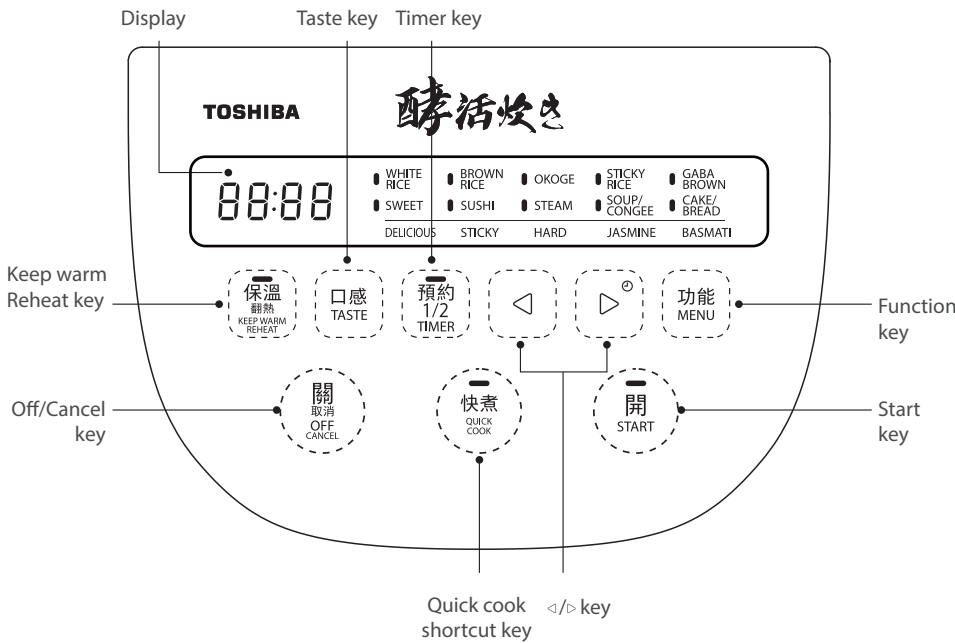 Display
Taste key
Timer key
TOSHIBA
酵活炊き
88:88
WHITE RICE
BROWN RICE
OKOGE
STICKY RICE
GABA BROWN
SWEET
SUSHI
STEAM
SOUP/CONGEE
CAKE/BREAD
DELICIOUS
STICKY
HARD
JASMINE
BASMATI
Keep warm
Reheat key
保溫
翻熱
KEEP WARM
REHEAT
口感
TASTE
預約
1/2
TIMER
◁
▷
功能
MENU
Function
key
Off/Cancel
key
關
取消
OFF
CANCEL
快煮
QUICK
COOK
開
START
Start
key
Quick cook
shortcut key
◁/▷ key